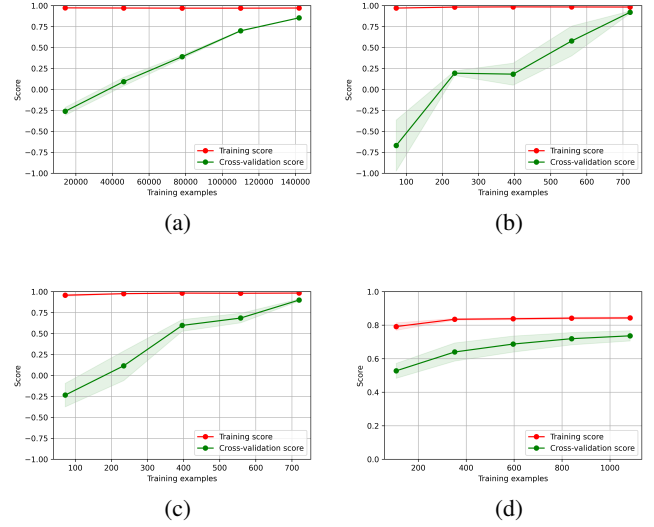 1.00
0.75
0.50
0.25
0.00
−0.25
−0.50
−0.75
−1.00
Score
20000 40000 60000 80000 100000 120000 140000
Training examples
Training score
Cross-validation score
(a)
1.00
0.75
0.50
0.25
0.00
−0.25
−0.50
−0.75
−1.00
Score
100 200 300 400 500 600 700
Training examples
Training score
Cross-validation score
(b)
1.00
0.75
0.50
0.25
0.00
−0.25
−0.50
−0.75
−1.00
Score
100 200 300 400 500 600 700
Training examples
Training score
Cross-validation score
(c)
1.0
0.8
0.6
0.4
0.2
0.0
Score
200 400 600 800 1000
Training examples
Training score
Cross-validation score
(d)